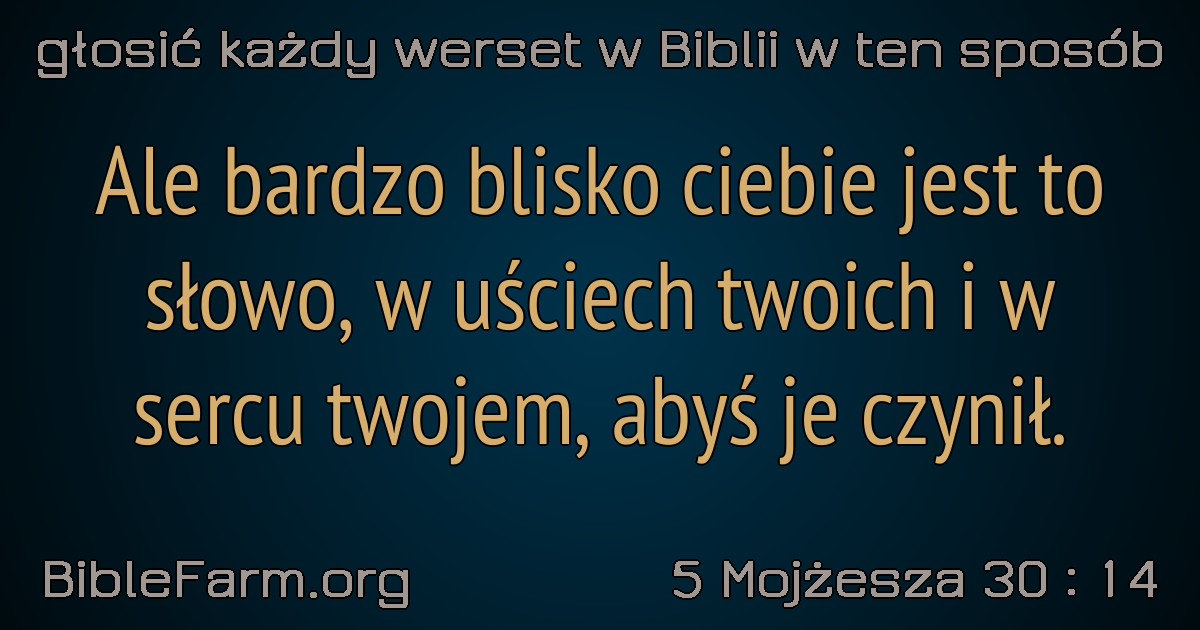 głosić każdy werset w Biblii w ten sposób
Ale bardzo blisko ciebie jest to
słowo, w uściech twoich i w
sercu twojem, abyś je czynił.
BibleFarm.org
5 Mojżesza 30 : 14